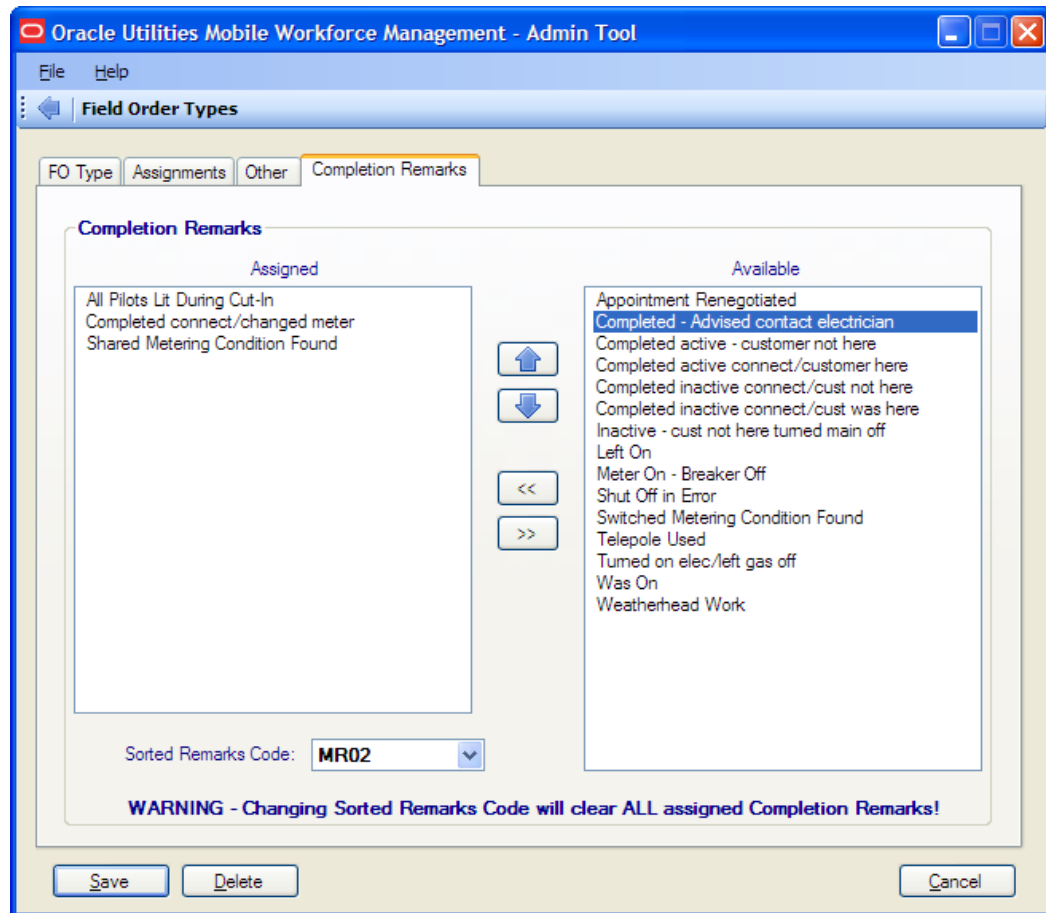 Oracle Utilities Mobile Workforce Management - Admin Tool
File Help
Field Order Types
FO Type Assignments Other Completion Remarks
Completion Remarks
Assigned
All Pilots Lit During Cut-In
Completed connect/changed meter
Shared Metering Condition Found
<<
>>
Available
Appointment Renegotiated
Completed - Advised contact electrician
Completed active - customer not here
Completed active connect/customer here
Completed inactive connect/cust not here
Completed inactive connect/cust was here
Inactive - cust not here turned main off
Left On
Meter On - Breaker Off
Shut Off in Error
Switched Metering Condition Found
Telepole Used
Turned on elec/left gas off
Was On
Weatherhead Work
Sorted Remarks Code: MR02
WARNING - Changing Sorted Remarks Code will clear ALL assigned Completion Remarks!
Save Delete Cancel